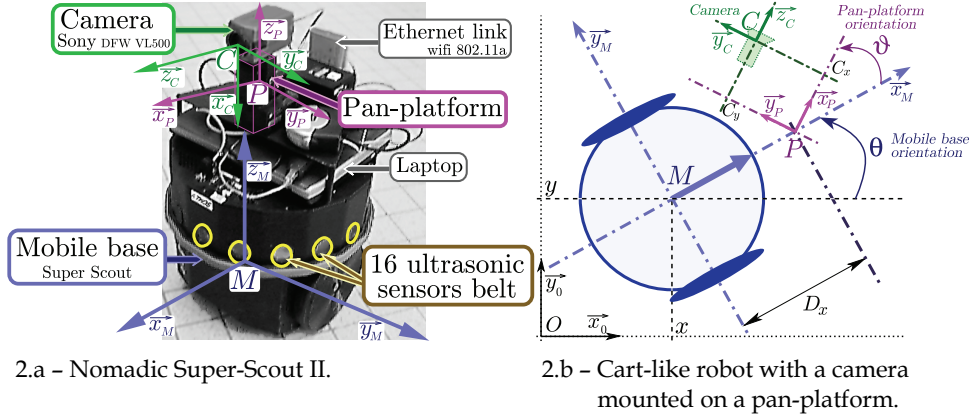 Camera
Sony DFW VL500
Ethernet link
wifi 802.11a
z_P
C
y_C
z_C
P
x_C
x_P
y_P
Pan-platform
z_M
Laptop
ATHOS
Mobile base
Super Scout
M
16 ultrasonic
sensors belt
x_M
y_M
2.a – Nomadic Super-Scout II.
y_M
Camera
C
z_C
y_C
Pan-platform
orientation
ϑ
C_x
x_M
C_y
y_P
x_P
P
θ
Mobile base
orientation
M
y
y_0
D_x
O
x_0
x
2.b – Cart-like robot with a camera
mounted on a pan-platform.